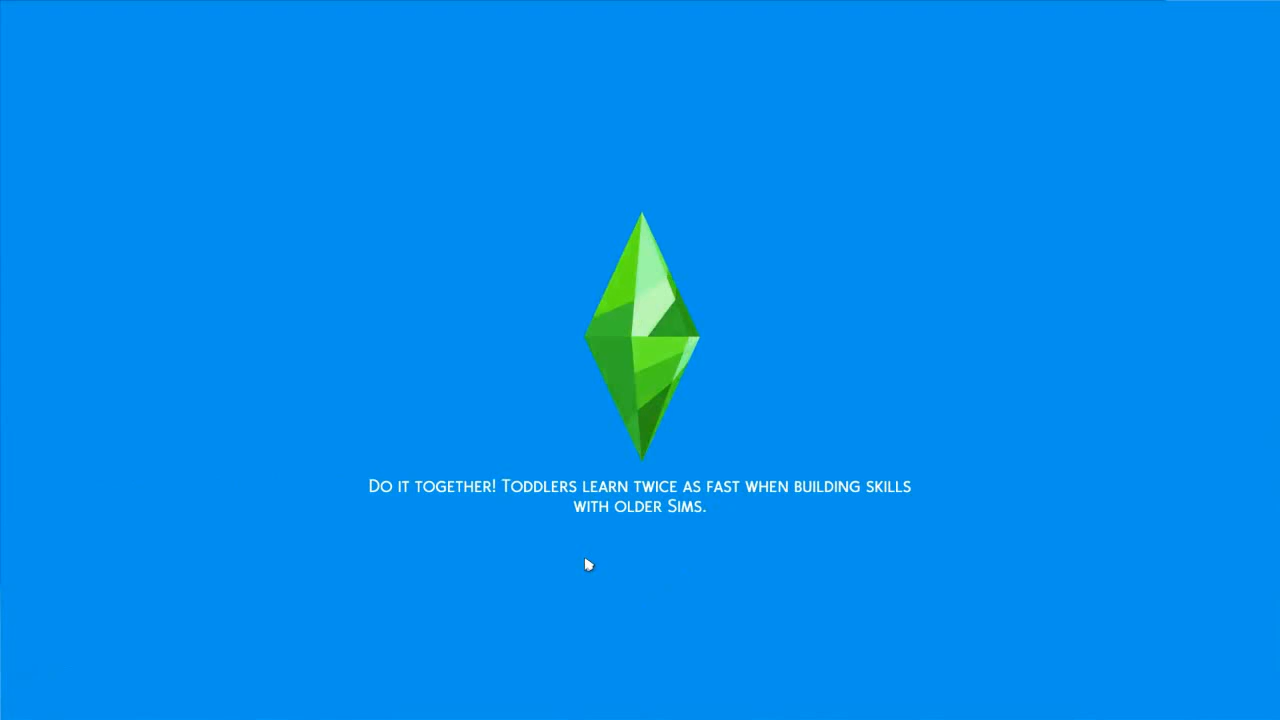 Do it together! Toddlers learn twice as fast when building skills
with older Sims.